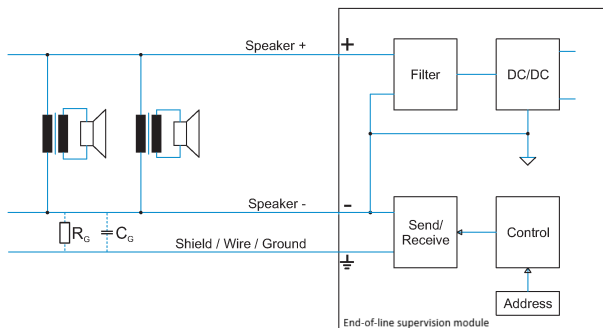 Speaker +
+
Filter
DC/DC
Speaker -
-
RG
CG
Shield / Wire / Ground
Send/
Receive
Control
Address
End-of-line supervision module